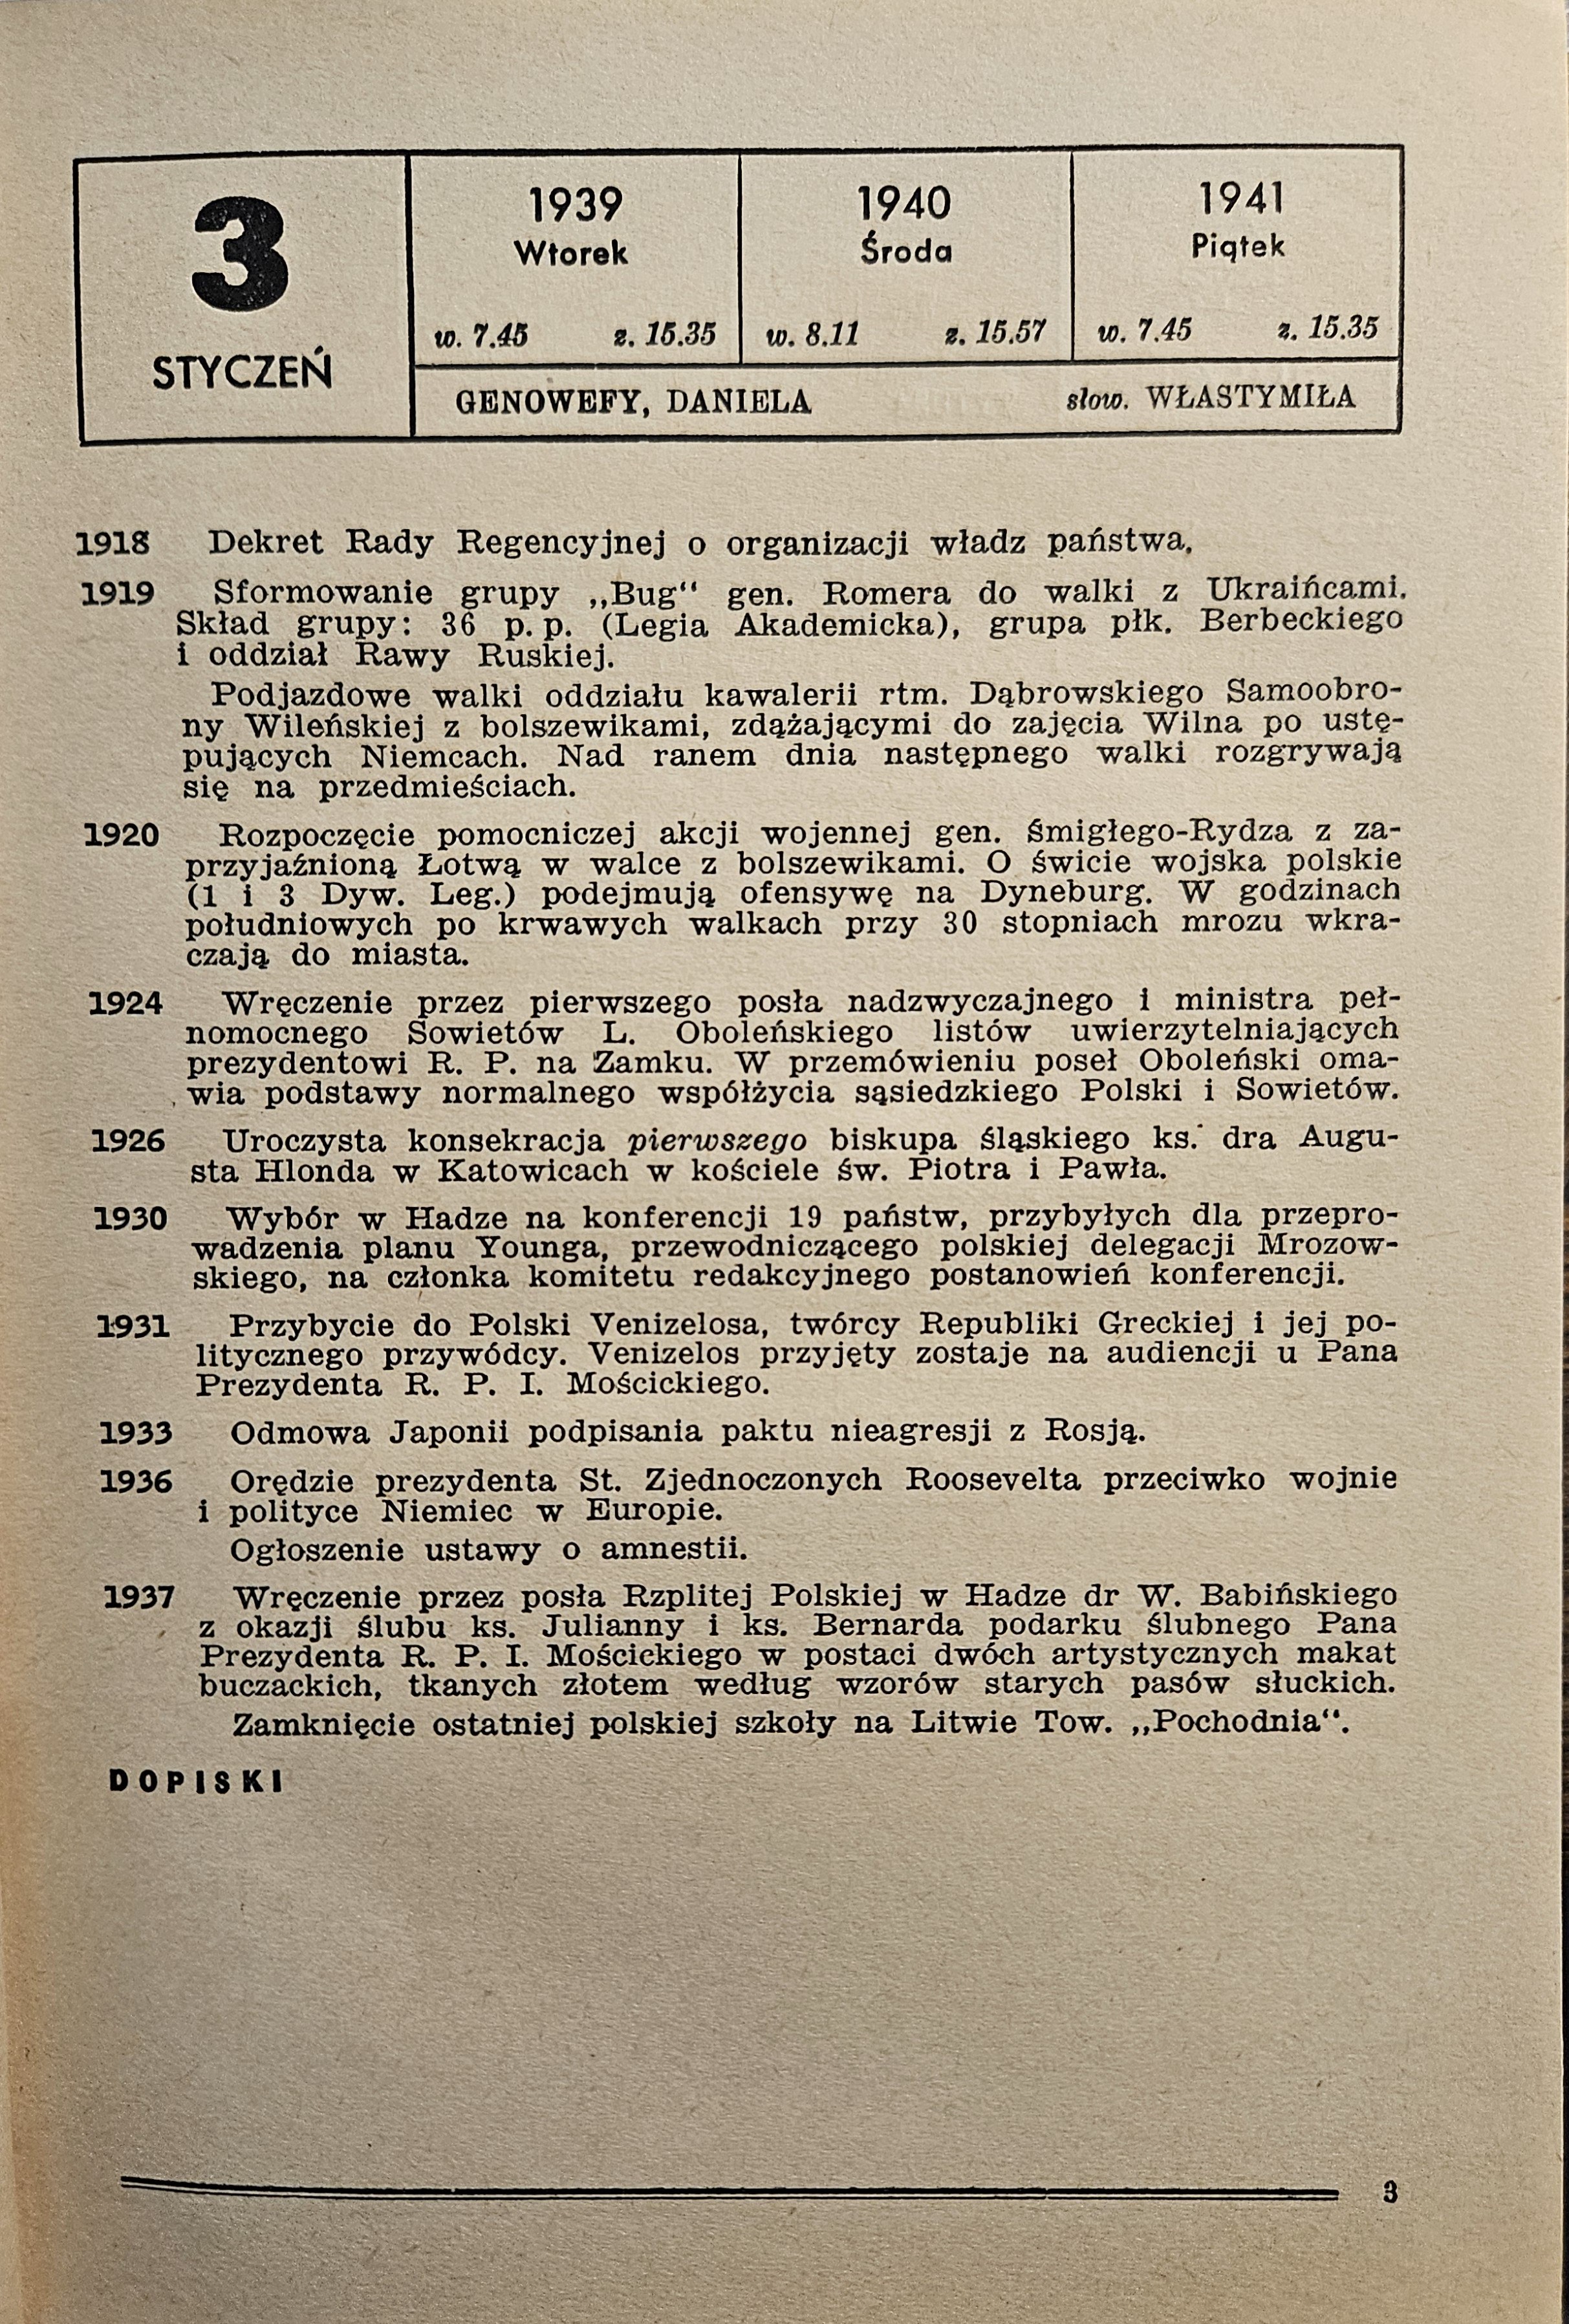 3
STYCZEŃ
1939
Wtorek
w. 7.45 z. 15.35
1940
Środa
w. 8.11 z. 15.57
1941
Piątek
w. 7.45 z. 15.35
GENOWEFY, DANIELA słow. WŁASTYMIŁA
1918 Dekret Rady Regencyjnej o organizacji władz państwa.
1919 Sformowanie grupy „Bug“ gen. Romera do walki z Ukraińcami.
Skład grupy: 36 p. p. (Legia Akademicka), grupa płk. Berbeckiego
i oddział Rawy Ruskiej.
Podjazdowe walki oddziału kawalerii rtm. Dąbrowskiego Samoobro-
ny Wileńskiej z bolszewikami, zdążającymi do zajęcia Wilna po ustę-
pujących Niemcach. Nad ranem dnia następnego walki rozgrywają
się na przedmieściach.
1920 Rozpoczęcie pomocniczej akcji wojennej gen. Śmigłego-Rydza z za-
przyjaźnioną Łotwą w walce z bolszewikami. O świcie wojska polskie
(1 i 3 Dyw. Leg.) podejmują ofensywę na Dyneburg. W godzinach
południowych po krwawych walkach przy 30 stopniach mrozu wkra-
czają do miasta.
1924 Wręczenie przez pierwszego posła nadzwyczajnego i ministra peł-
nomocnego Sowietów L. Oboleńskiego listów uwierzytelniających
prezydentowi R. P. na Zamku. W przemówieniu poseł Oboleński oma-
wia podstawy normalnego współżycia sąsiedzkiego Polski i Sowietów.
1926 Uroczysta konsekracja pierwszego biskupa śląskiego ks. dra Augu-
sta Hlonda w Katowicach w kościele św. Piotra i Pawła.
1930 Wybór w Hadze na konferencji 19 państw, przybyłych dla przepro-
wadzenia planu Younga, przewodniczącego polskiej delegacji Mrozow-
skiego, na członka komitetu redakcyjnego postanowień konferencji.
1931 Przybycie do Polski Venizelosa, twórcy Republiki Greckiej i jej po-
litycznego przywódcy. Venizelos przyjęty zostaje na audiencji u Pana
Prezydenta R. P. I. Mościckiego.
1933 Odmowa Japonii podpisania paktu nieagresji z Rosją.
1936 Orędzie prezydenta St. Zjednoczonych Roosevelta przeciwko wojnie
i polityce Niemiec w Europie.
Ogłoszenie ustawy o amnestii.
1937 Wręczenie przez posła Rzplitej Polskiej w Hadze dr W. Babińskiego
z okazji ślubu ks. Julianny i ks. Bernarda podarku ślubnego Pana
Prezydenta R. P. I. Mościckiego w postaci dwóch artystycznych makat
buczackich, tkanych złotem według wzorów starych pasów słuckich.
Zamknięcie ostatniej polskiej szkoły na Litwie Tow. „Pochodnia“.
DOPISKI
3